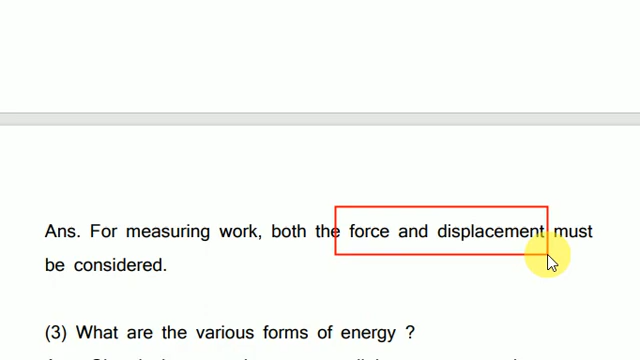 Ans. For measuring work, both the force and displacement must
be considered.
(3) What are the various forms of energy ?